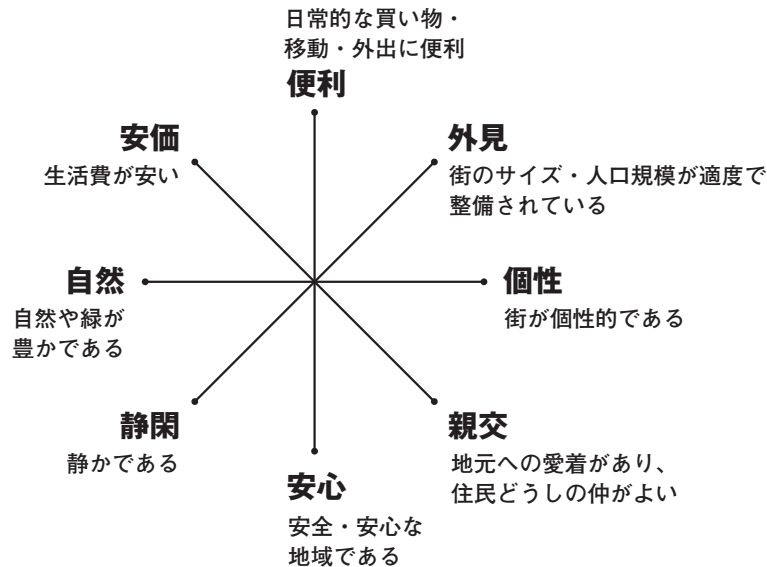 日常的な買い物・
移動・外出に便利
便利
外見
街のサイズ・人口規模が適度で
整備されている
個性
街が個性的である
親交
地元への愛着があり、
住民どうしの仲がよい
安心
安全・安心な
地域である
静閑
静かである
自然
自然や緑が
豊かである
安価
生活費が安い